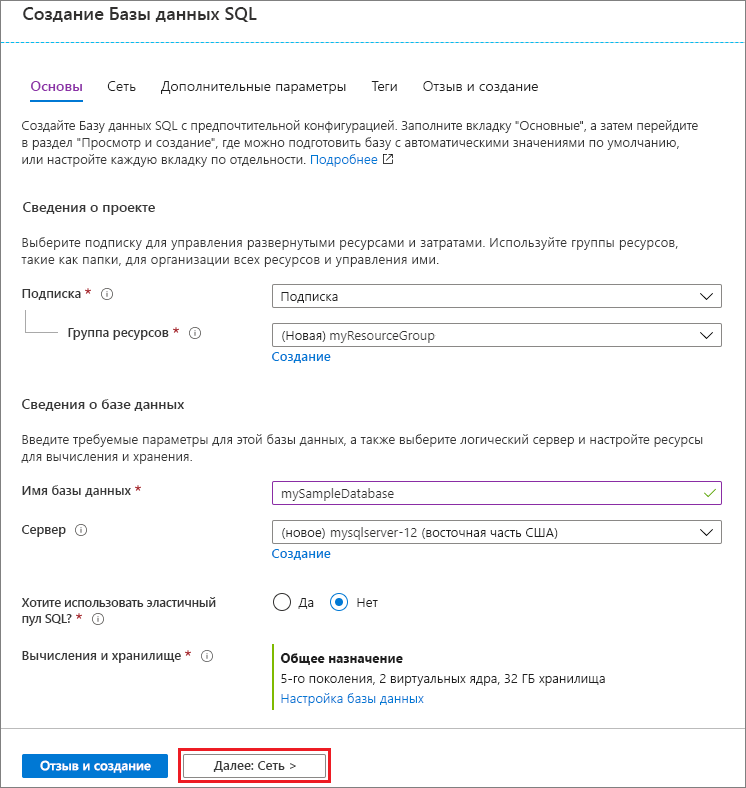 Создание Базы данных SQL
Основы Сеть Дополнительные параметры Теги Отзыв и создание
Создайте Базу данных SQL с предпочтительной конфигурацией. Заполните вкладку "Основные", а затем перейдите
в раздел "Просмотр и создание", где можно подготовить базу с автоматическими значениями по умолчанию,
или настройте каждую вкладку по отдельности. Подробнее
Сведения о проекте
Выберите подписку для управления развернутыми ресурсами и затратами. Используйте группы ресурсов,
такие как папки, для организации всех ресурсов и управления ими.
Подписка * Подписка
Группа ресурсов * (Новая) myResourceGroup
Создание
Сведения о базе данных
Введите требуемые параметры для этой базы данных, а также выберите логический сервер и настройте ресурсы
для вычисления и хранения.
Имя базы данных * mySampleDatabase
Сервер (новое) mysqlserver-12 (восточная часть США)
Создание
Хотите использовать эластичный
пул SQL? * Да Нет
Вычисления и хранилище * Общее назначение
5-го поколения, 2 виртуальных ядра, 32 ГБ хранилища
Настройка базы данных
Отзыв и создание Далее: Сеть >